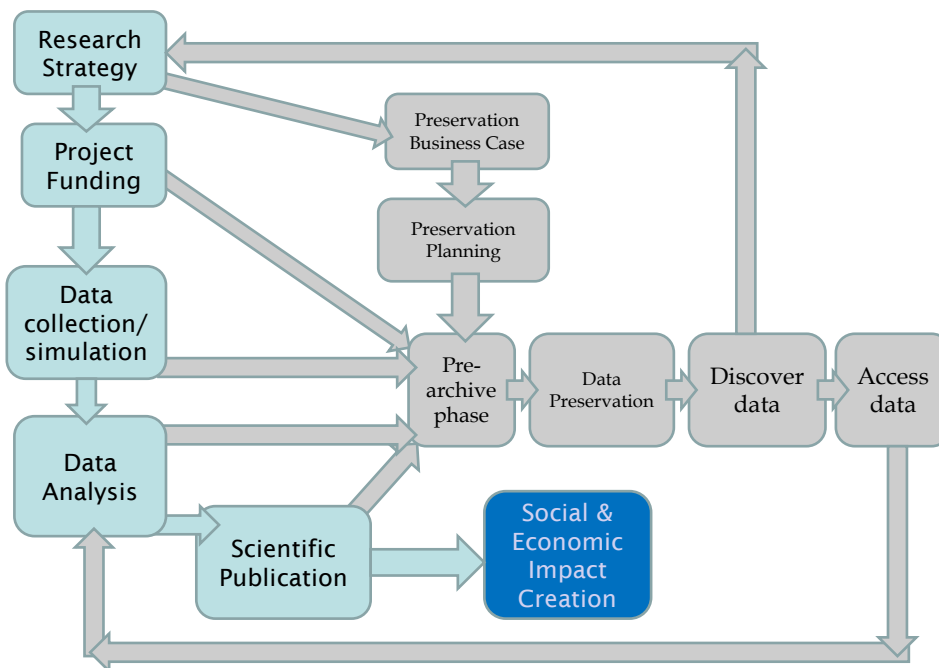 Research
Strategy
Preservation
Business Case
Project
Funding
Preservation
Planning
Data
collection/
simulation
Pre-
archive
phase
Data
Preservation
Discover
data
Access
data
Data
Analysis
Scientific
Publication
Social &
Economic
Impact
Creation